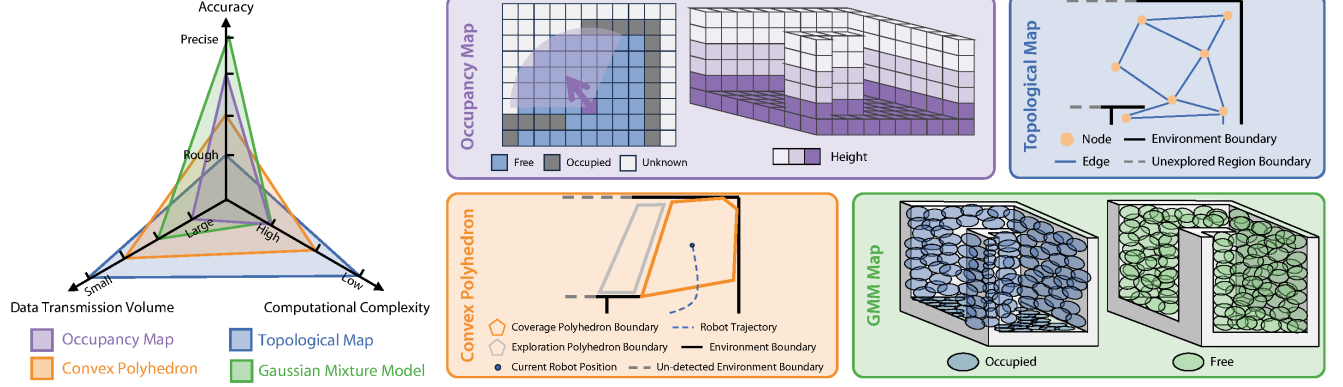 Accuracy
Precise
Rough
Large
High
Small
Low
Data Transmission Volume
Computational Complexity
Occupancy Map
Topological Map
Convex Polyhedron
Gaussian Mixture Model
Occupancy Map
Free
Occupied
Unknown
Height
Topological Map
Node
Environment Boundary
Edge
Unexplored Region Boundary
Convex Polyhedron
Coverage Polyhedron Boundary
Robot Trajectory
Exploration Polyhedron Boundary
Environment Boundary
Current Robot Position
Un-detected Environment Boundary
GMM Map
Occupied
Free